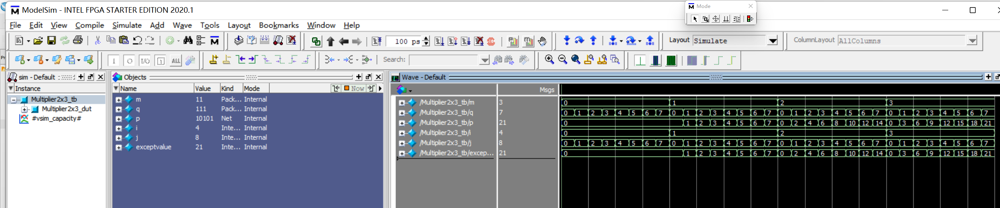 ModelSim - INTEL FPGA STARTER EDITION 2020.1
Mode
File Edit View Compile Simulate Add Wave Tools Layout Bookmarks Window Help
100 ps Layout Simulate ColumnLayout AllColumns
ALL Search:
Pr
sim - Default
Instance
Multiplier2x3_tb
Multiplier2x3_dut
#vsim_capacity#
Objects
Name Value Kind Mode Now
m 11 Pack... Internal
q 111 Pack... Internal
p 10101 Net Internal
i 4 Inte... Internal
j 8 Inte... Internal
exceptvalue 21 Inte... Internal
Wave - Default
Msgs
/Multiplier2x3_tb/m 3 0 1 2 3
/Multiplier2x3_tb/q 7 0 1 2 3 4 5 6 7 0 1 2 3 4 5 6 7 0 1 2 3 4 5 6 7 0 1 2 3 4 5 6 7
/Multiplier2x3_tb/p 21 0 1 2 3 4 5 6 7 0 2 4 6 8 10 12 14 0 3 6 9 12 15 18 21
/Multiplier2x3_tb/i 4 0 1 2 3
/Multiplier2x3_tb/j 8 0 1 2 3 4 5 6 7 0 1 2 3 4 5 6 7 0 1 2 3 4 5 6 7 0 1 2 3 4 5 6 7
/Multiplier2x3_tb/excep... 21 0 1 2 3 4 5 6 7 0 2 4 6 8 10 12 14 0 3 6 9 12 15 18 21